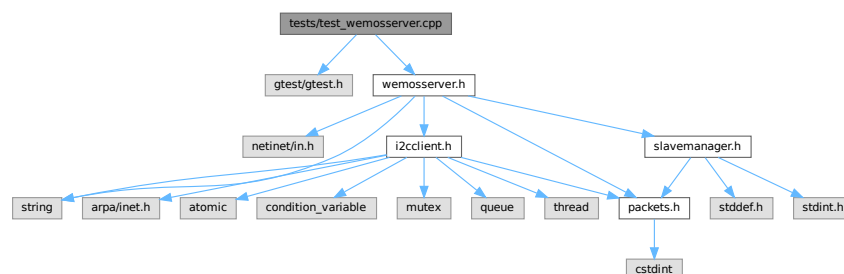 tests/test_wemosserver.cpp
gtest/gtest.h
wemosserver.h
netinet/in.h
i2cclient.h
slavemanager.h
string
arpa/inet.h
atomic
condition_variable
mutex
queue
thread
packets.h
stddef.h
stdint.h
cstdint